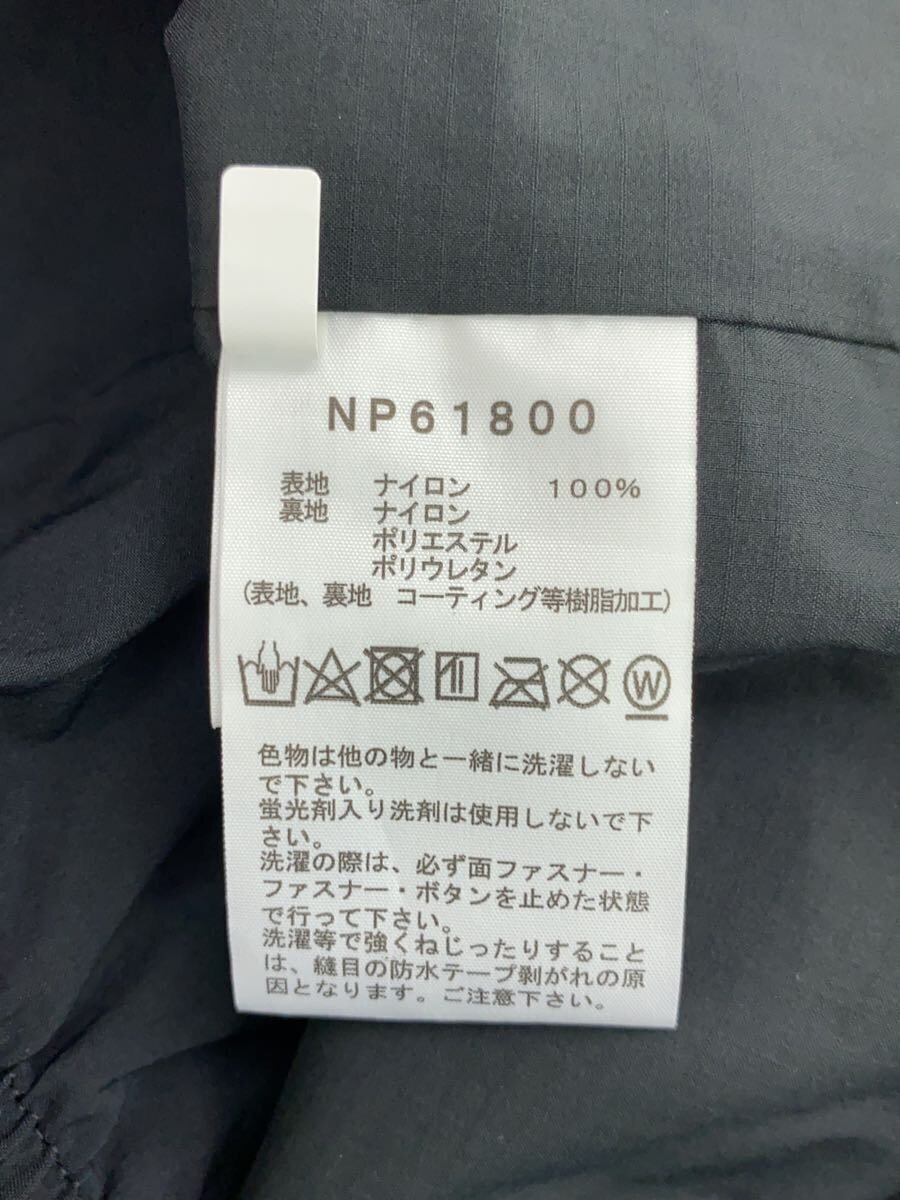 NP61800
表地 ナイロン 100%
裏地 ナイロン
ポリエステル
ポリウレタン
(表地、裏地 コーティング等樹脂加工)
W
色物は他の物と一緒に洗濯しない
で下さい。
蛍光剤入り洗剤は使用しないで下
さい。
洗濯の際は、必ず面ファスナー・
ファスナー・ボタンを止めた状態
で行って下さい。
洗濯等で強くねじったりすること
は、縫目の防水テープ剥がれの原
因となります。ご注意下さい。